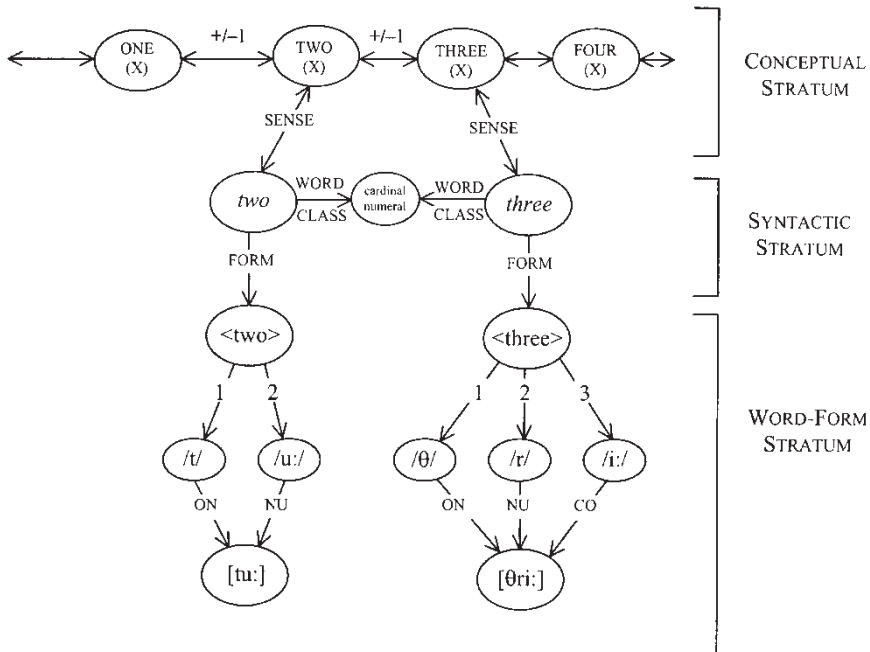 +/–1
+/–1
ONE
(X)
TWO
(X)
THREE
(X)
FOUR
(X)
CONCEPTUAL
STRATUM
SENSE
SENSE
two
WORD
CLASS
cardinal
numeral
WORD
CLASS
three
SYNTACTIC
STRATUM
FORM
FORM
<two>
<three>
1
2
1
2
3
WORD-FORM
STRATUM
/t/
/u:/
/θ/
/r/
/i:/
ON
NU
ON
NU
CO
[tu:]
[θri:]